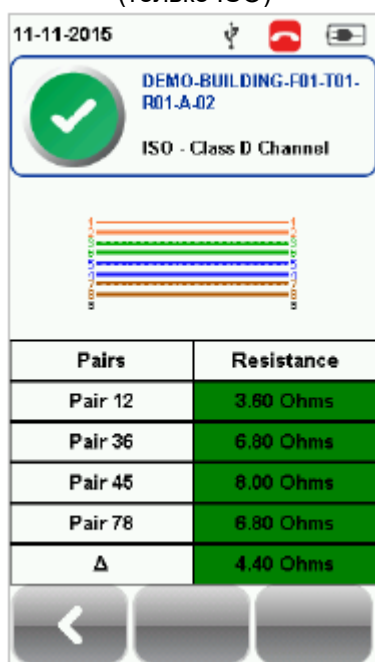 (только ISO)
11-11-2015
DEMO-BUILDING-F01-T01-
R01-A-02
ISO - Class D Channel
Pairs Resistance
Pair 12 3.60 Ohms
Pair 36 6.80 Ohms
Pair 45 8.00 Ohms
Pair 78 6.80 Ohms
Δ 4.40 Ohms